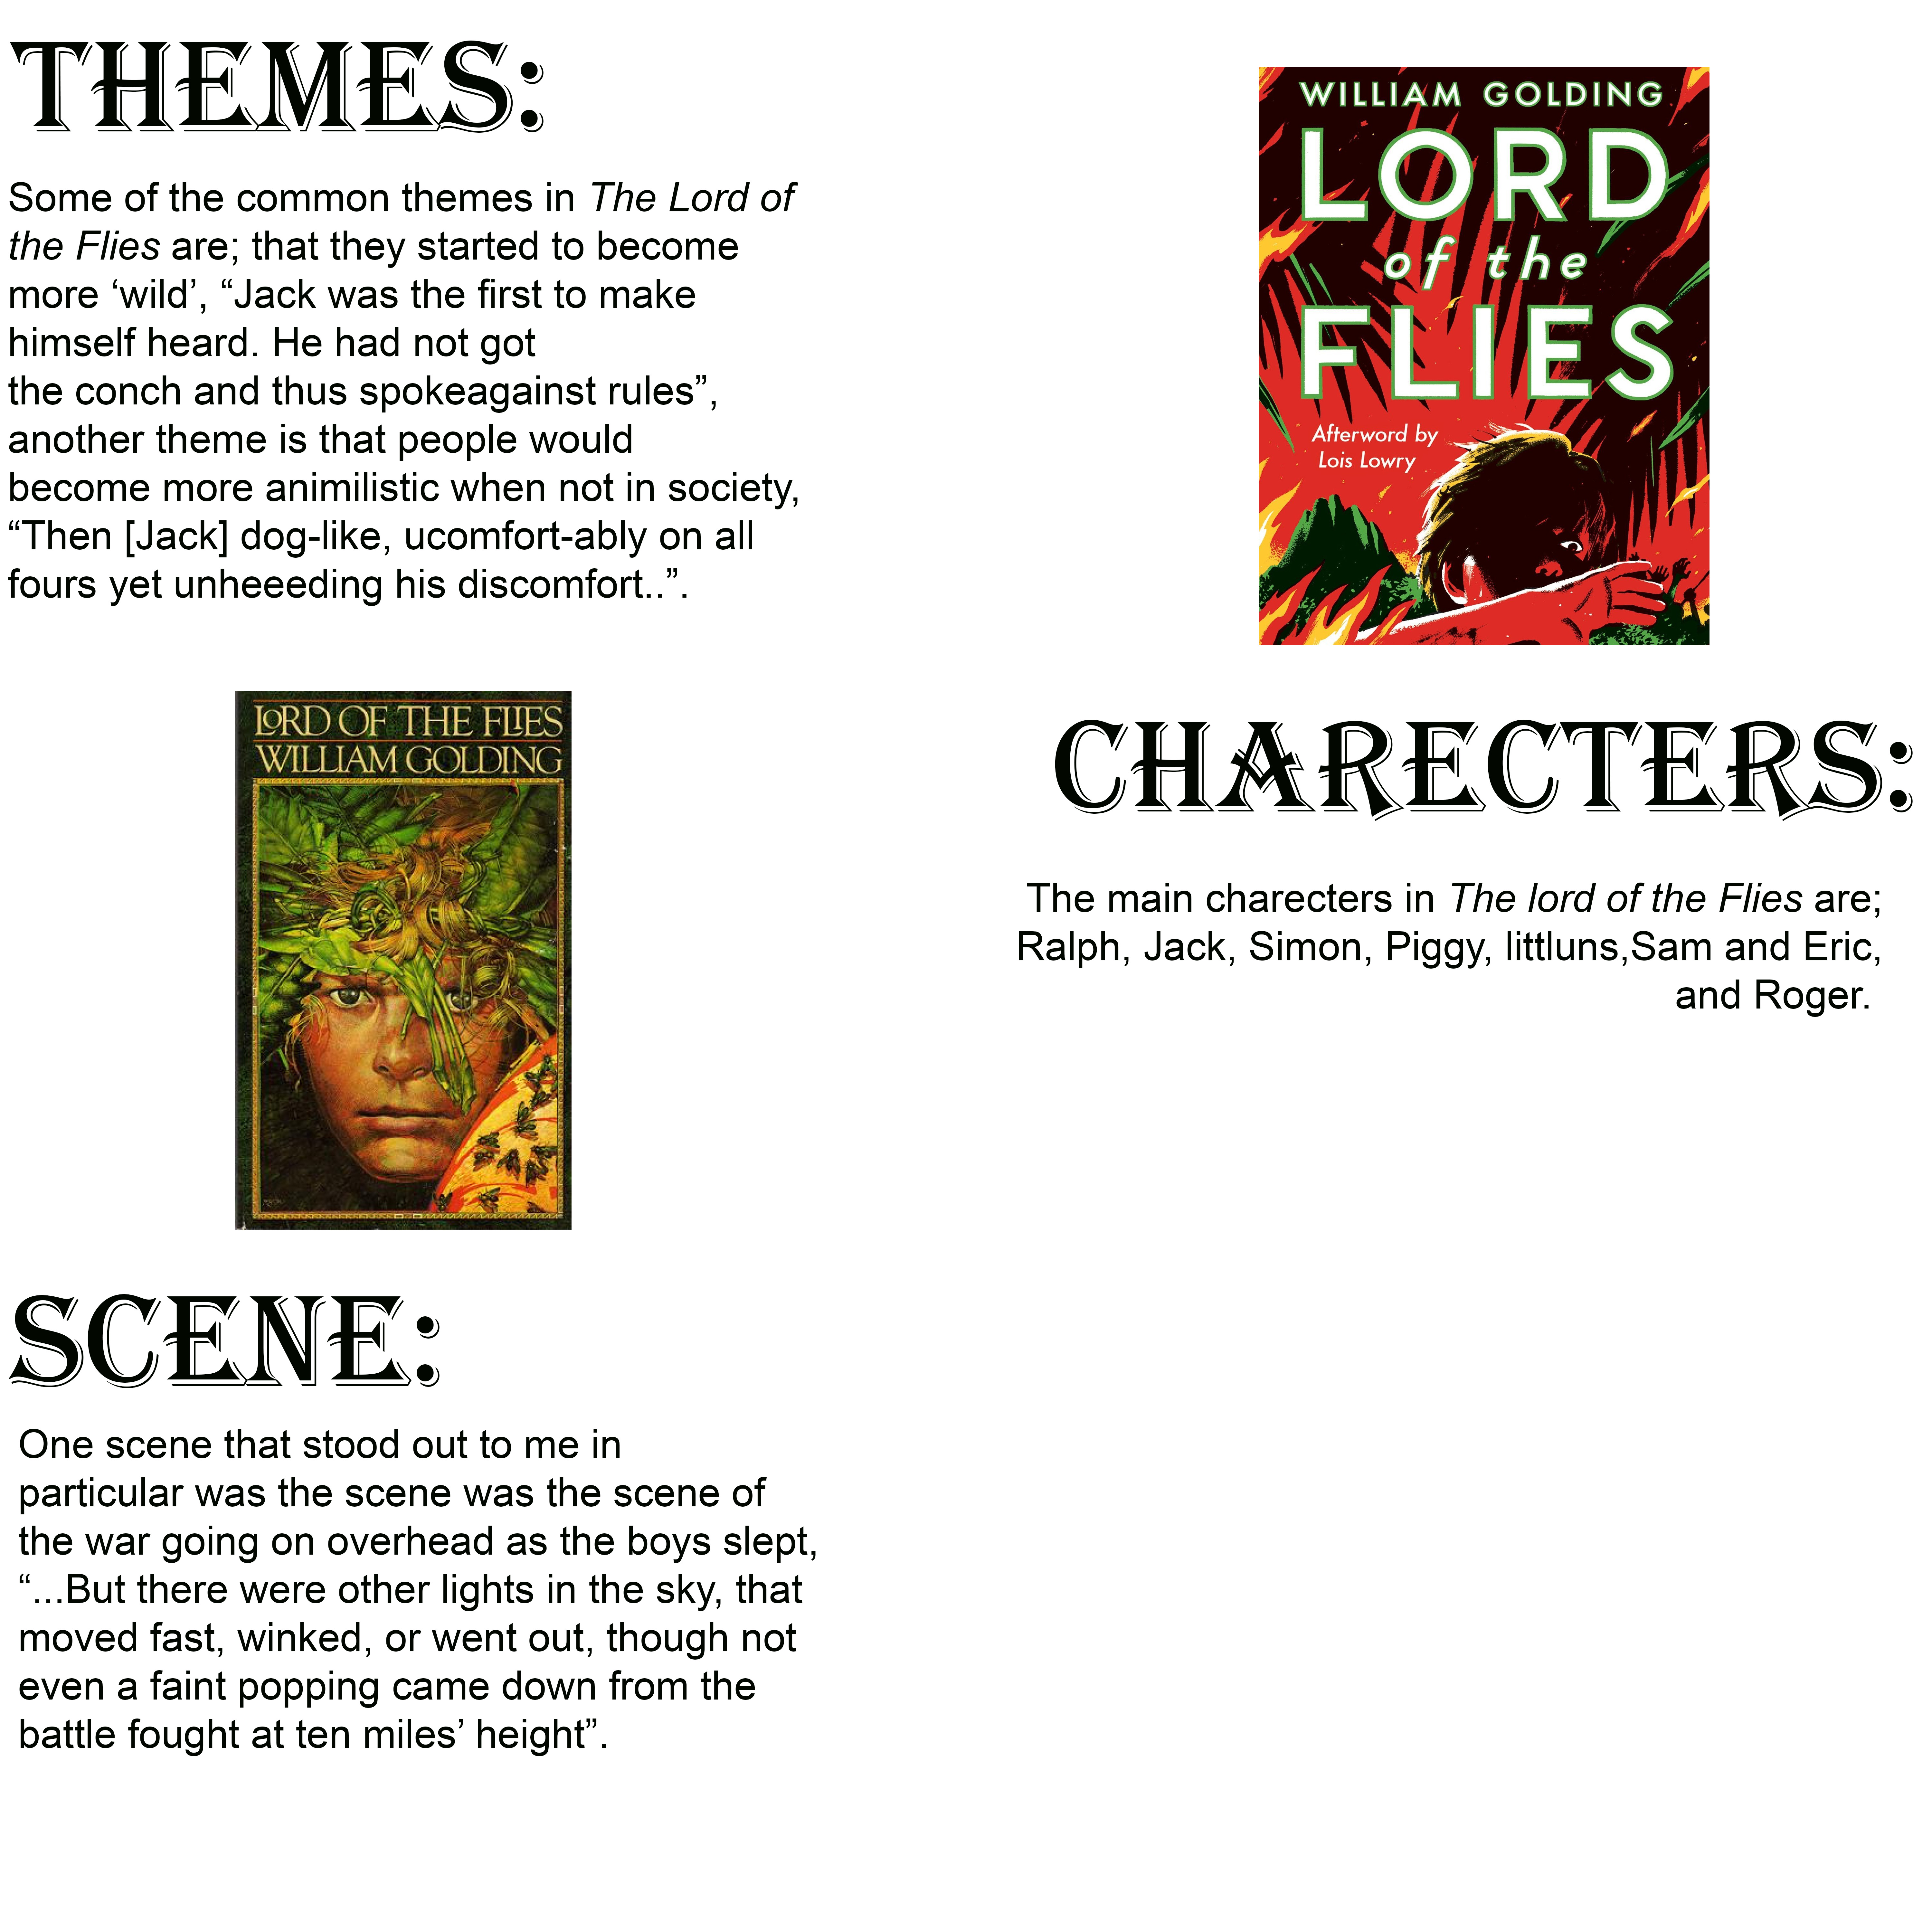 THEMES:
Some of the common themes in The Lord of
the Flies are; that they started to become
more ‘wild’, “Jack was the first to make
himself heard. He had not got
the conch and thus spokeagainst rules”,
another theme is that people would
become more animilistic when not in society,
“Then [Jack] dog-like, ucomfort-ably on all
fours yet unheeeding his discomfort..”.
WILLIAM GOLDING
LORD
of the
FLIES
Afterword by
Lois Lowry
LORD OF THE FLIES
WILLIAM GOLDING
CHARECTERS:
The main charecters in The lord of the Flies are;
Ralph, Jack, Simon, Piggy, littluns,Sam and Eric,
and Roger.
SCENE:
One scene that stood out to me in
particular was the scene was the scene of
the war going on overhead as the boys slept,
“...But there were other lights in the sky, that
moved fast, winked, or went out, though not
even a faint popping came down from the
battle fought at ten miles’ height”.